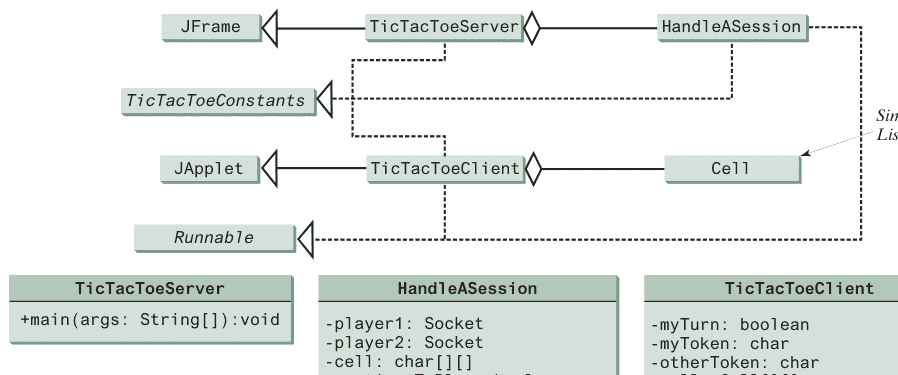 JFrame
TicTacToeServer
HandleASession
TicTacToeConstants
JApplet
TicTacToeClient
Cell
Runnable
TicTacToeServer
+main(args: String[]):void
HandleASession
-player1: Socket
-player2: Socket
-cell: char[][]
TicTacToeClient
-myTurn: boolean
-myToken: char
-otherToken: char